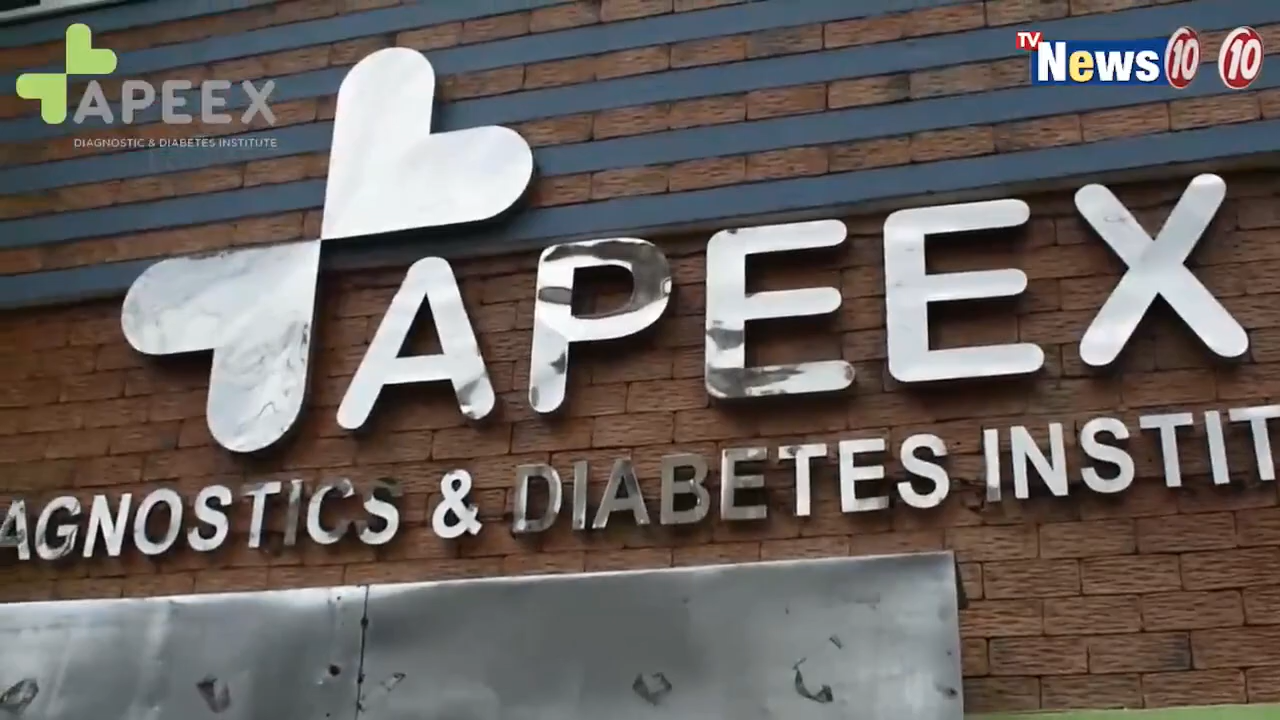 APEEX
DIAGNOSTIC & DIABETES INSTITUTE
TV
News 10 10
APEEX
AGNOSTICS & DIABETES INSTIT